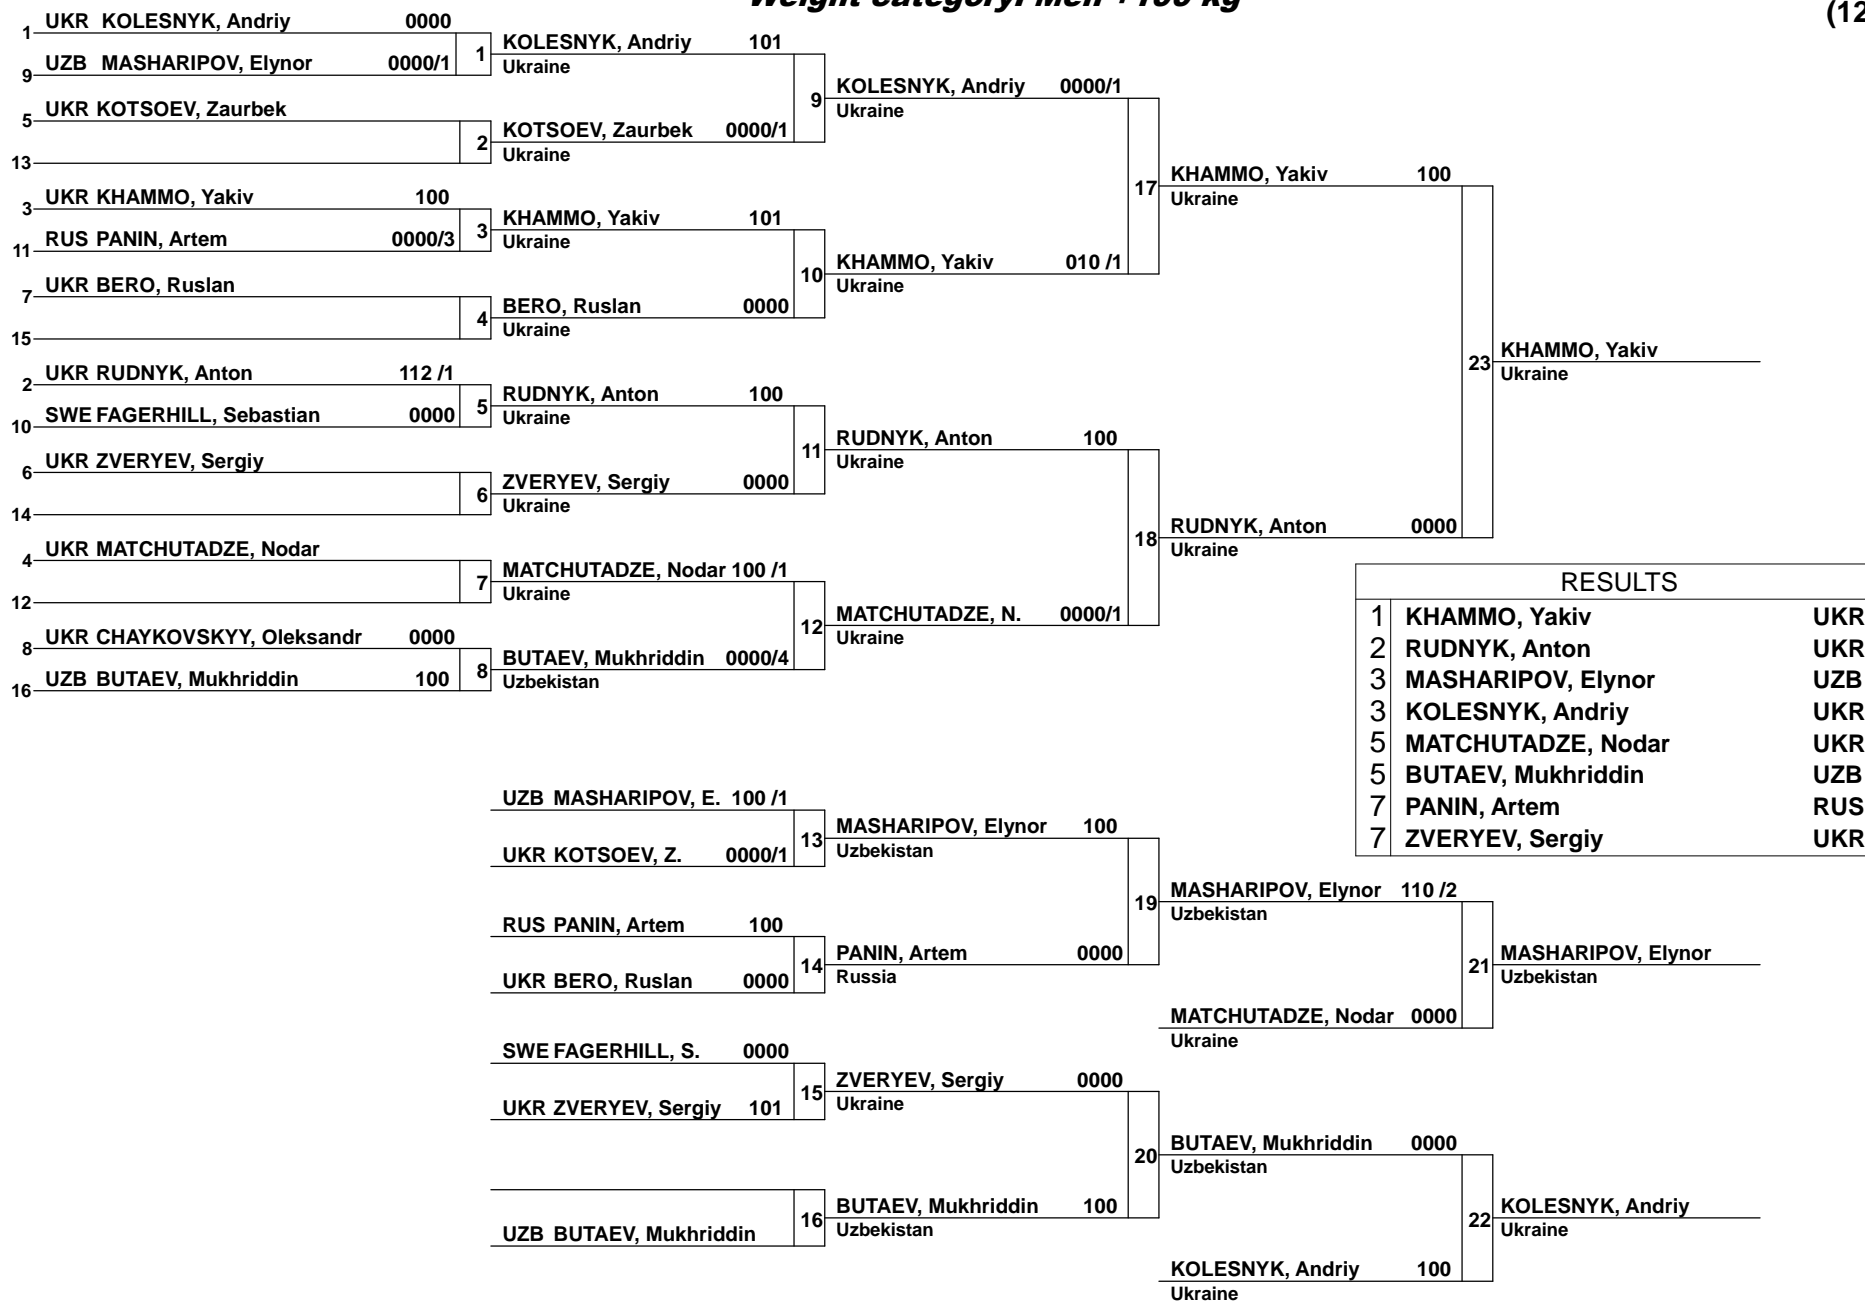 Weight category: Men +100 kg
(12
1 UKR KOLESNYK, Andriy 0000
9 UZB MASHARIPOV, Elynor 0000/1
1 KOLESNYK, Andriy 101
Ukraine
5 UKR KOTSOEV, Zaurbek
13
2 KOTSOEV, Zaurbek 0000/1
Ukraine
9 KOLESNYK, Andriy 0000/1
Ukraine
3 UKR KHAMMO, Yakiv 100
11 RUS PANIN, Artem 0000/3
3 KHAMMO, Yakiv 101
Ukraine
7 UKR BERO, Ruslan
15
4 BERO, Ruslan 0000
Ukraine
10 KHAMMO, Yakiv 010 /1
Ukraine
17 KHAMMO, Yakiv 100
Ukraine
2 UKR RUDNYK, Anton 112 /1
10 SWE FAGERHILL, Sebastian 0000
5 RUDNYK, Anton 100
Ukraine
6 UKR ZVERYEV, Sergiy
14
6 ZVERYEV, Sergiy 0000
Ukraine
11 RUDNYK, Anton 100
Ukraine
4 UKR MATCHUTADZE, Nodar
12
7 MATCHUTADZE, Nodar 100 /1
Ukraine
8 UKR CHAYKOVSKYY, Oleksandr 0000
16 UZB BUTAEV, Mukhriddin 100
8 BUTAEV, Mukhriddin 0000/4
Uzbekistan
12 MATCHUTADZE, N. 0000/1
Ukraine
18 RUDNYK, Anton 0000
Ukraine
23 KHAMMO, Yakiv
Ukraine
RESULTS
1 KHAMMO, Yakiv UKR
2 RUDNYK, Anton UKR
3 MASHARIPOV, Elynor UZB
3 KOLESNYK, Andriy UKR
5 MATCHUTADZE, Nodar UKR
5 BUTAEV, Mukhriddin UZB
7 PANIN, Artem RUS
7 ZVERYEV, Sergiy UKR
UZB MASHARIPOV, E. 100 /1
UKR KOTSOEV, Z. 0000/1
13 MASHARIPOV, Elynor 100
Uzbekistan
RUS PANIN, Artem 100
UKR BERO, Ruslan 0000
14 PANIN, Artem 0000
Russia
19 MASHARIPOV, Elynor 110 /2
Uzbekistan
MATCHUTADZE, Nodar 0000
Ukraine
21 MASHARIPOV, Elynor
Uzbekistan
SWE FAGERHILL, S. 0000
UKR ZVERYEV, Sergiy 101
15 ZVERYEV, Sergiy 0000
Ukraine
UZB BUTAEV, Mukhriddin
16 BUTAEV, Mukhriddin 100
Uzbekistan
20 BUTAEV, Mukhriddin 0000
Uzbekistan
KOLESNYK, Andriy 100
Ukraine
22 KOLESNYK, Andriy
Ukraine